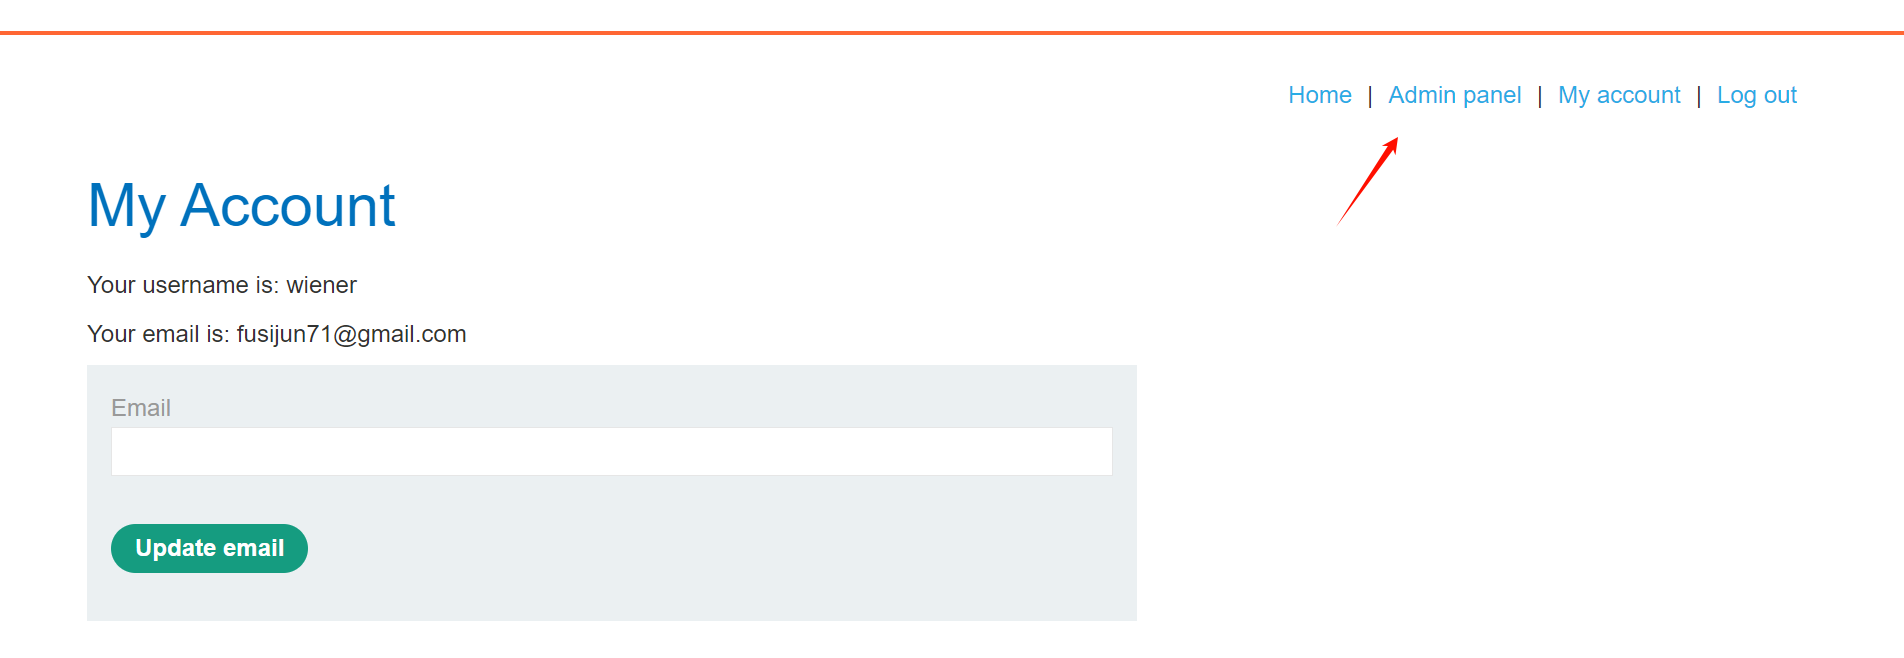 Home | Admin panel | My account | Log out
My Account
Your username is: wiener
Your email is: fusijun71@gmail.com
Email
Update email